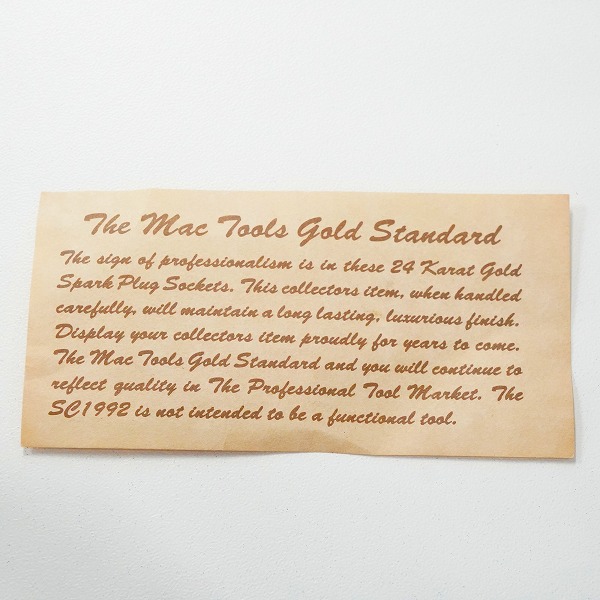 The Mac Tools Gold Standard
The sign of professionalism is in these 24 Karat Gold
Spark Plug Sockets. This collectors item, when handled
carefully, will maintain a long lasting, luxurious finish.
Display your collectors item proudly for years to come.
The Mac Tools Gold Standard and you will continue to
reflect quality in The Professional Tool Market. The
SC1992 is not intended to be a functional tool.